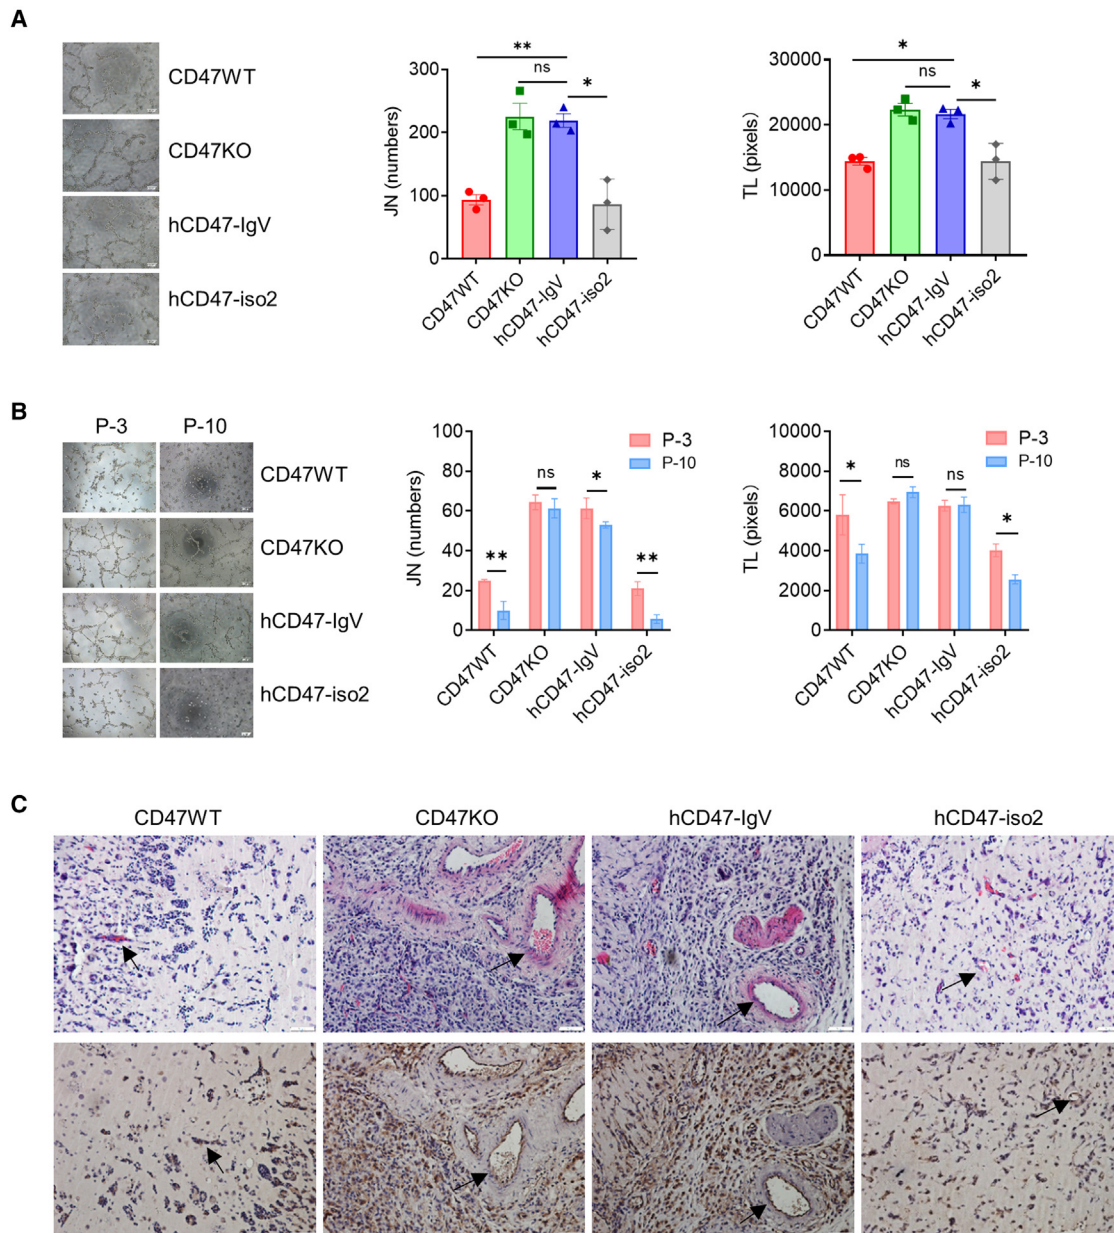 A
CD47WT
CD47KO
hCD47-IgV
hCD47-iso2
JN (numbers)
300
200
100
0
**
ns
*
CD47WT
CD47KO
hCD47-IgV
hCD47-iso2
TL (pixels)
30000
20000
10000
0
*
ns
*
CD47WT
CD47KO
hCD47-IgV
hCD47-iso2
B
P-3 P-10
CD47WT
CD47KO
hCD47-IgV
hCD47-iso2
JN (numbers)
100
80
60
40
20
0
P-3
P-10
**
ns
*
**
CD47WT
CD47KO
hCD47-IgV
hCD47-iso2
TL (pixels)
10000
8000
6000
4000
2000
0
P-3
P-10
*
ns
ns
*
CD47WT
CD47KO
hCD47-IgV
hCD47-iso2
C
CD47WT CD47KO hCD47-IgV hCD47-iso2